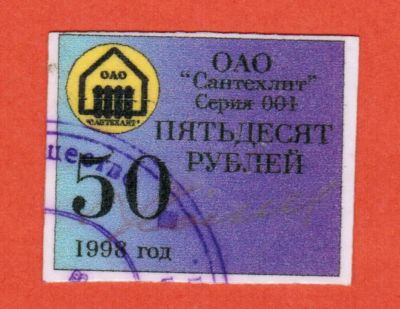 ОАО
"САНТЕХЛИТ"
ОАО
"Сантехлит"
Серия 001
ПЯТЬДЕСЯТ
РУБЛЕЙ
50
1998 год